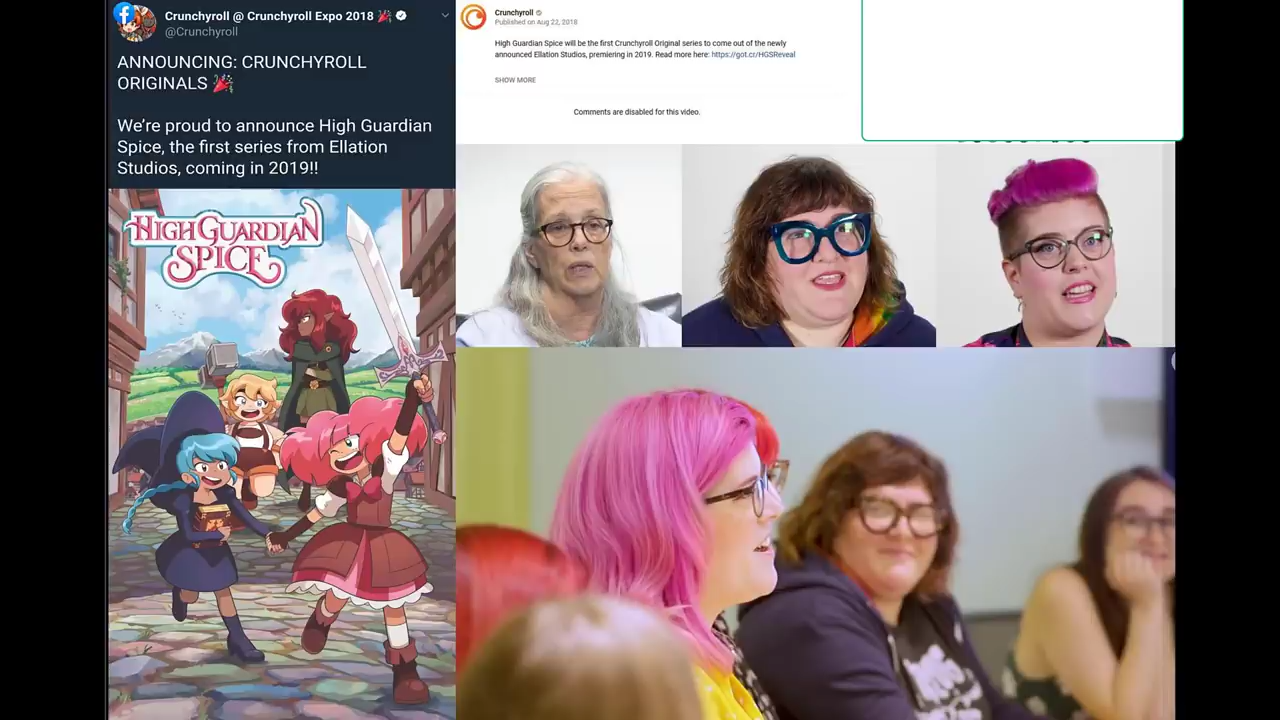 Crunchyroll @ Crunchyroll Expo 2018
@Crunchyroll
ANNOUNCING: CRUNCHYROLL
ORIGINALS
We're proud to announce High Guardian
Spice, the first series from Ellation
Studios, coming in 2019!!
HIGH GUARDIAN
SPICE
Crunchyroll
Published on Aug 22, 2018
High Guardian Spice will be the first Crunchyroll Original series to come out of the newly
announced Ellation Studios, premiering in 2019. Read more here: https://got.cr/HGSReveal
SHOW MORE
Comments are disabled for this video.